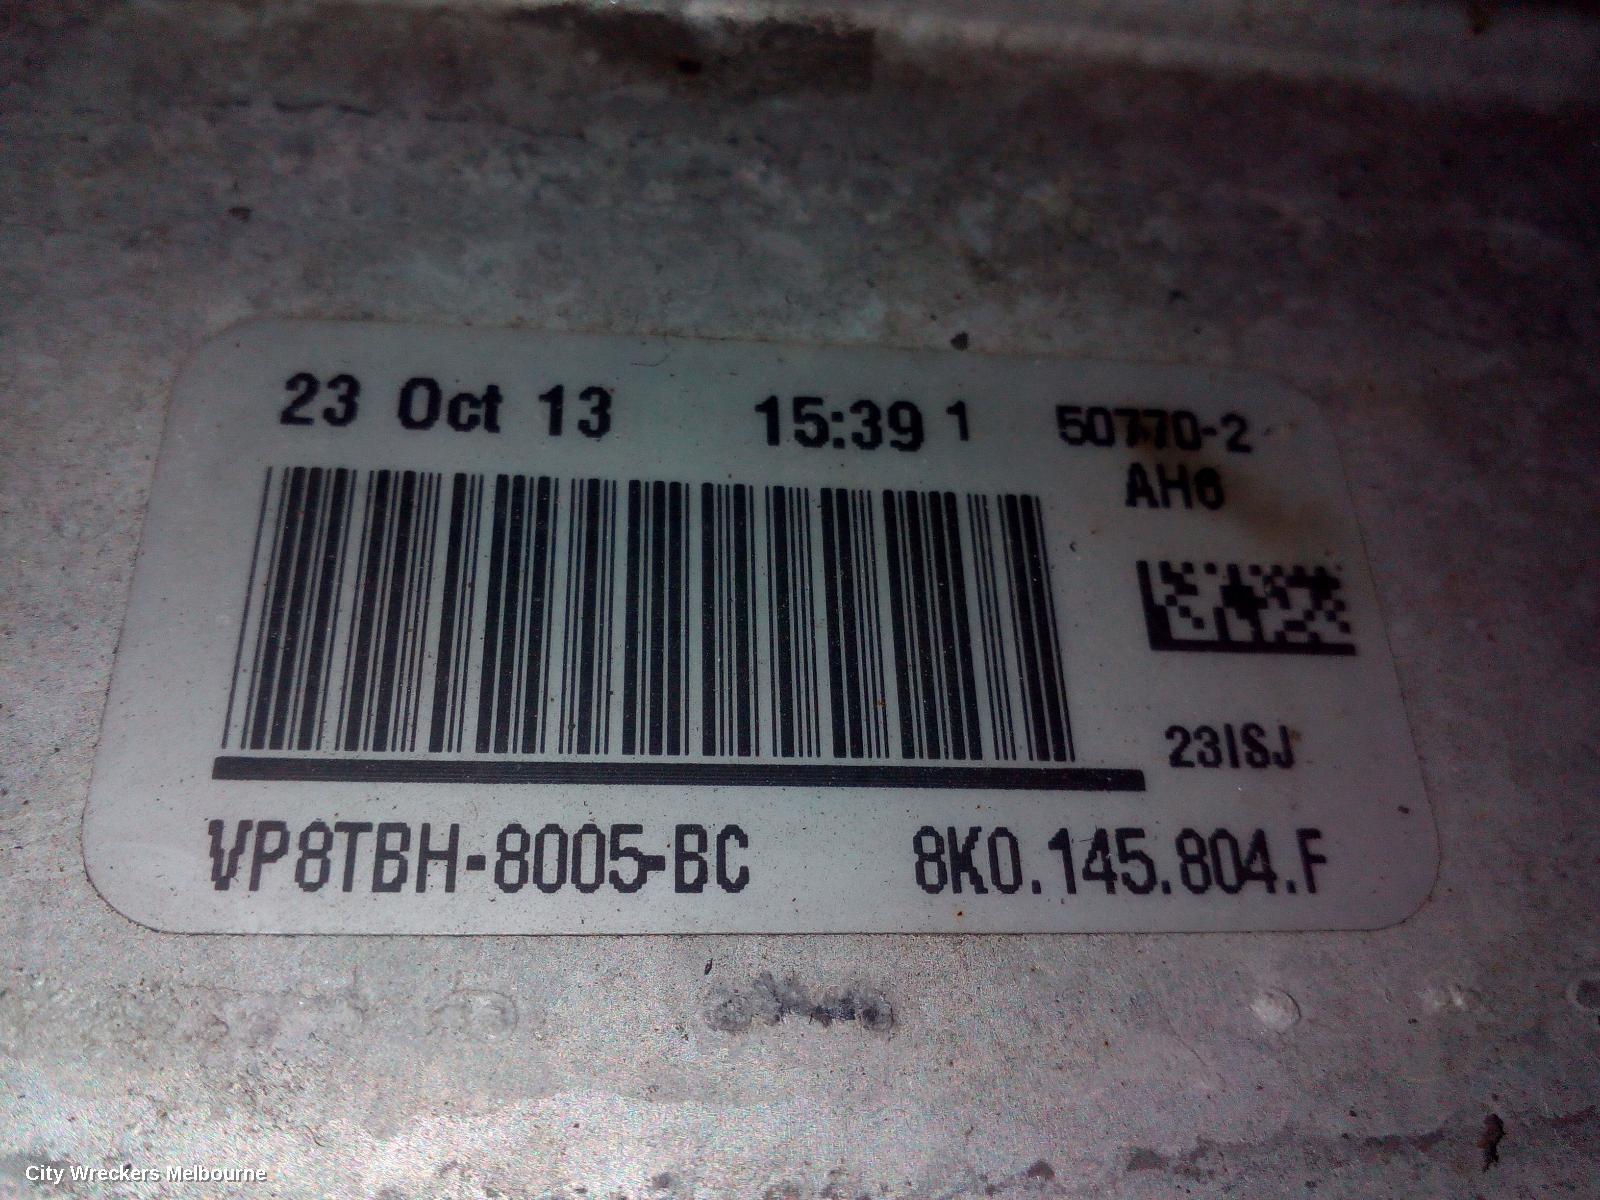 23 Oct 13 15:39 1 50770-2
AH6
23ISJ
VP8TBH-8005-BC 8K0.145.804.F
City Wreckers Melbourne